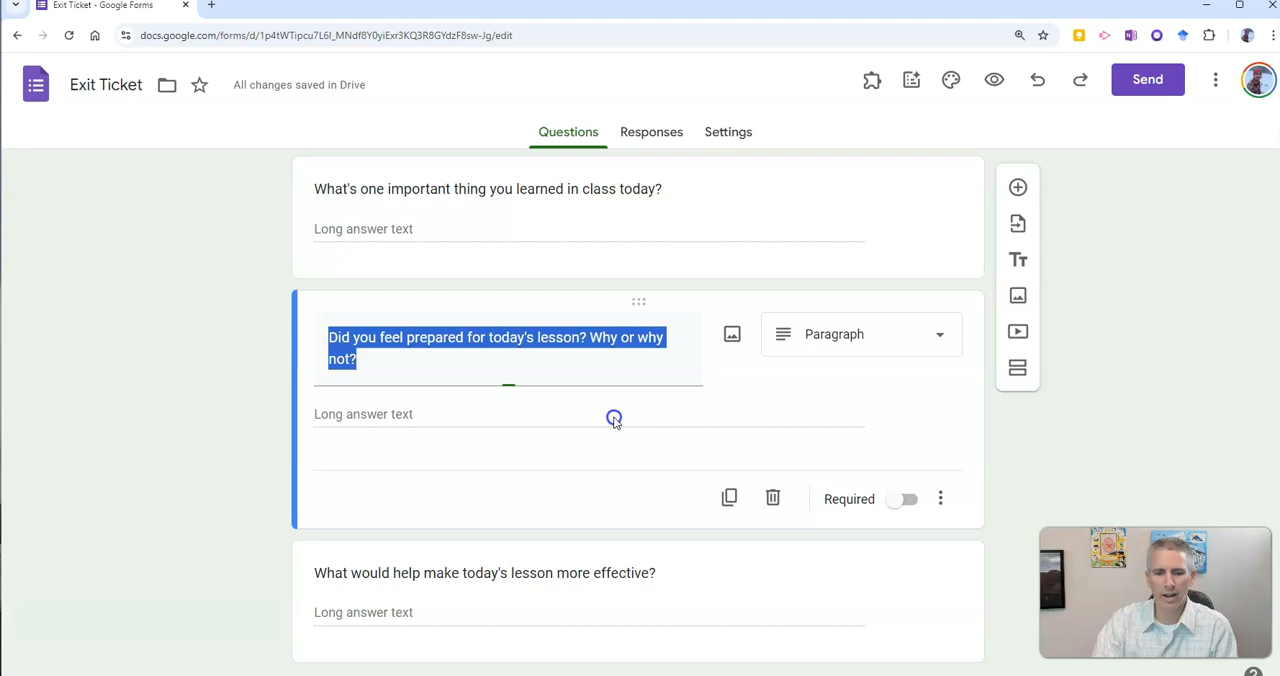 Exit Ticket - Google Forms
docs.google.com/forms/d/1p4tWTipcu7L6I_MNdf8Y0yiExr3KQ3R8GYdzF8sw-Jg/edit
Exit Ticket
All changes saved in Drive
Send
Questions Responses Settings
What's one important thing you learned in class today?
Long answer text
Did you feel prepared for today's lesson? Why or why
not?
Paragraph
Long answer text
Required
What would help make today's lesson more effective?
Long answer text